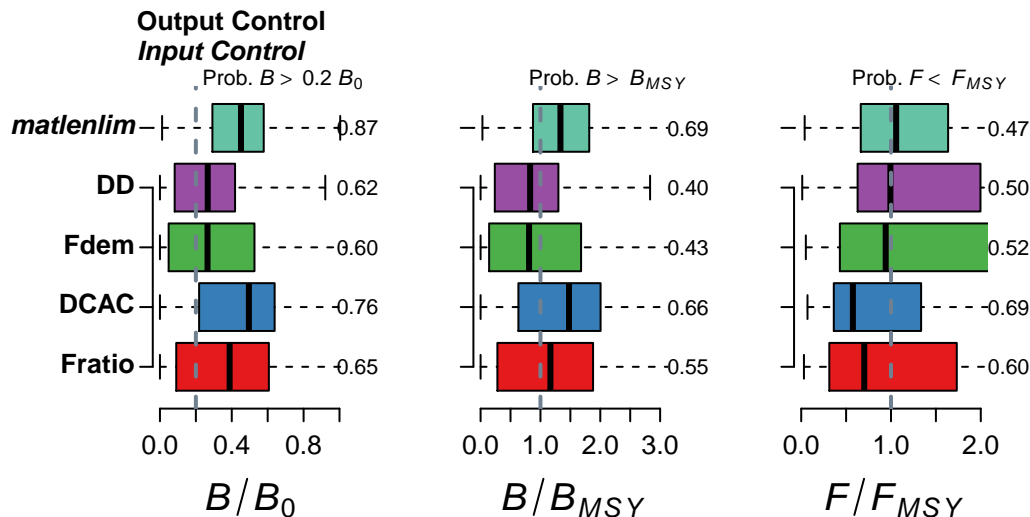 Output Control
Input Control
Prob. B > 0.2 B0 Prob. B > BMSY Prob. F < FMSY
matlenlim 0.87 0.69 0.47
DD 0.62 0.40 0.50
Fdem 0.60 0.43 0.52
DCAC 0.76 0.66 0.69
Fratio 0.65 0.55 0.60
0.0 0.4 0.8 0.0 1.0 2.0 3.0 0.0 1.0 2.0
B/B0 B/BMSY F/FMSY